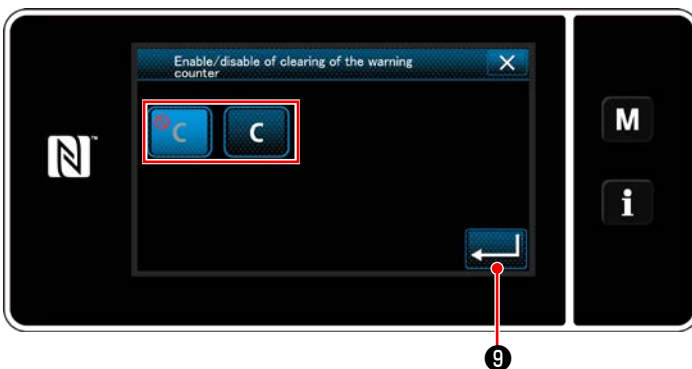 Enable/disable of clearing of the warning
counter
C C
M
i
9